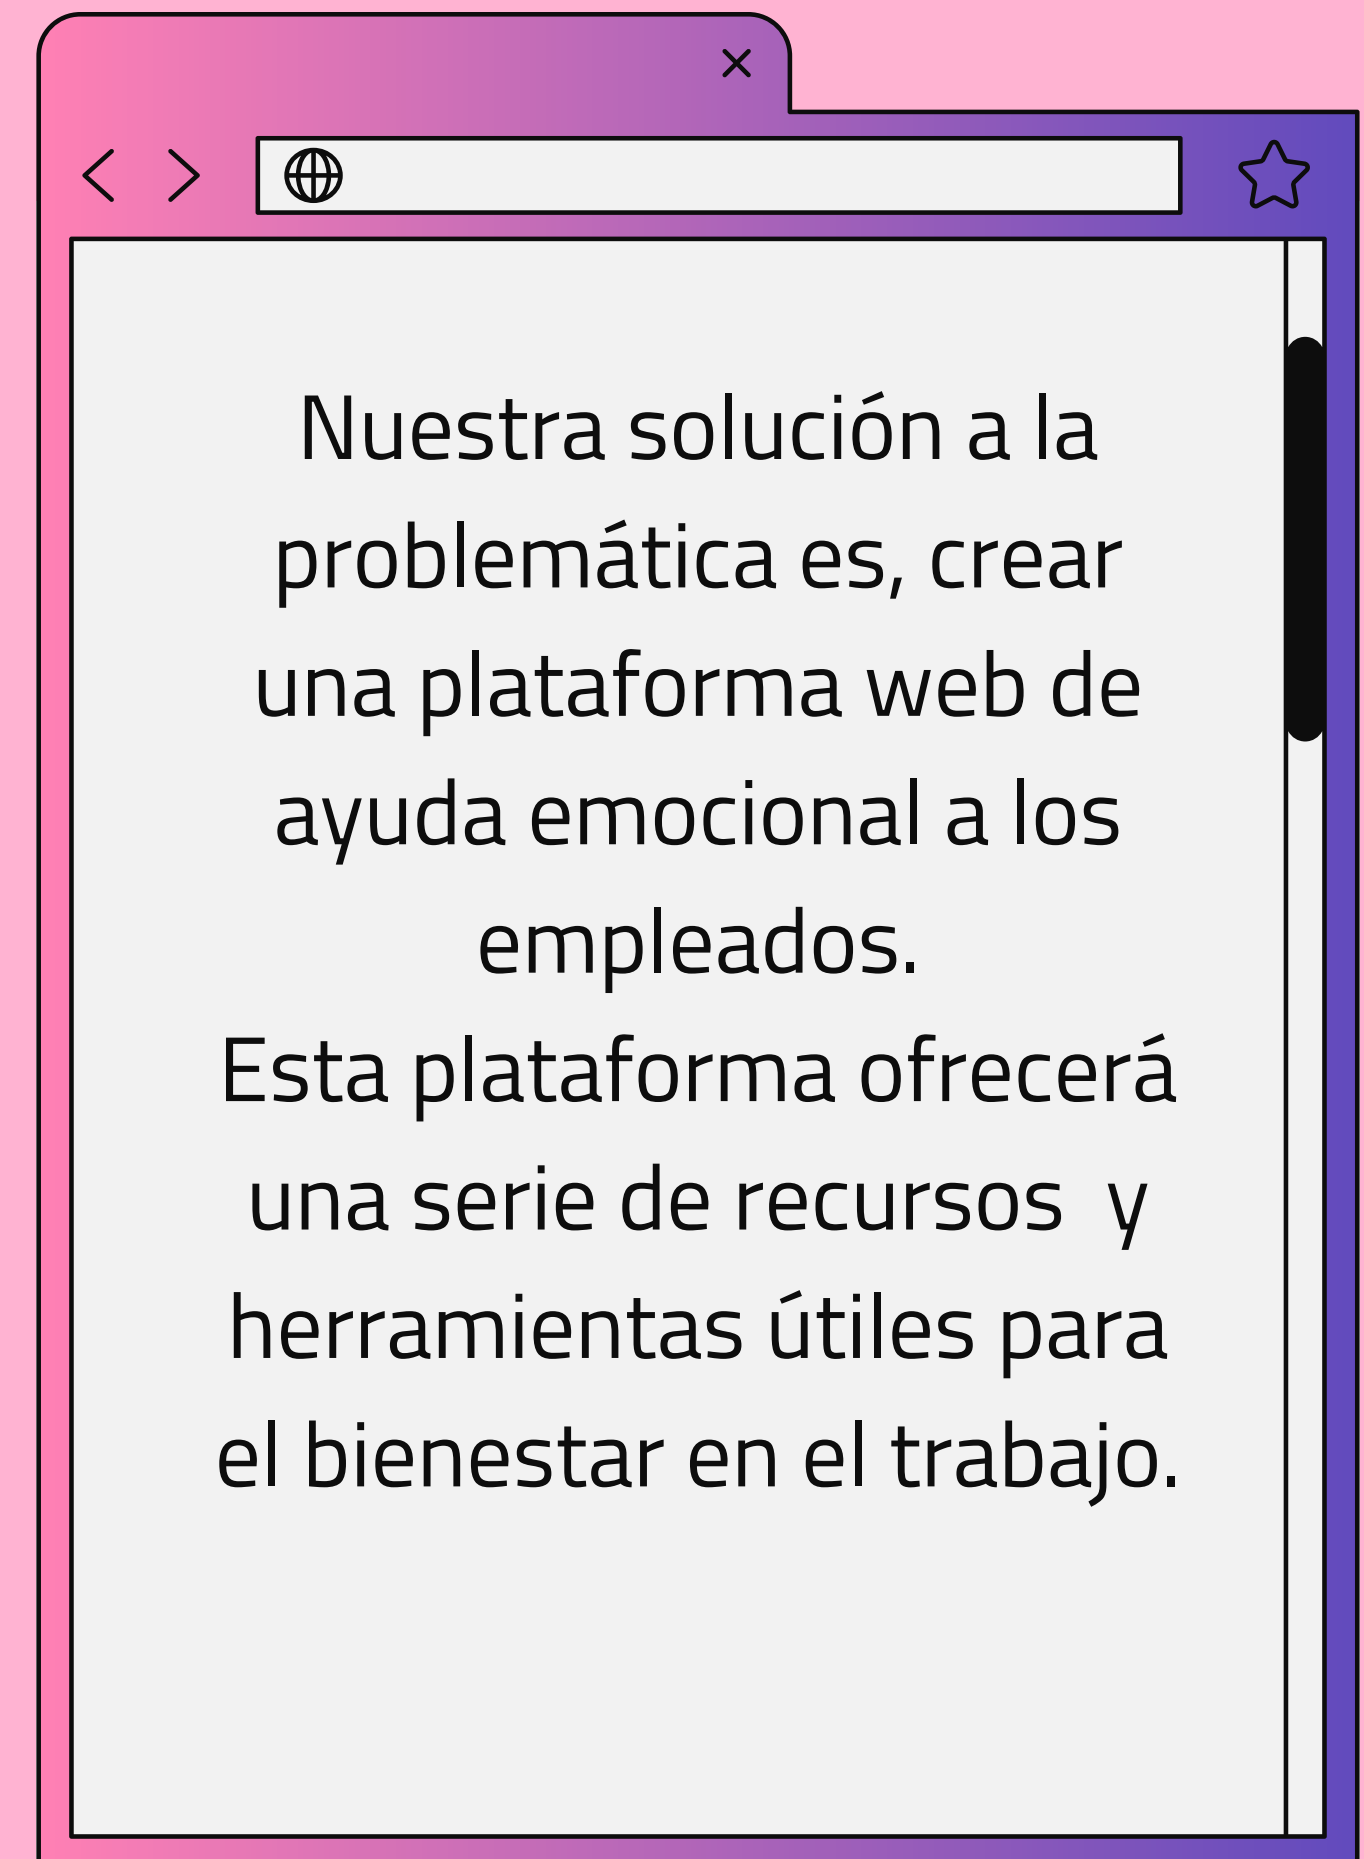 Nuestra solución a la
problemática es, crear
una plataforma web de
ayuda emocional a los
empleados.
Esta plataforma ofrecerá
una serie de recursos  y
herramientas útiles para
el bienestar en el trabajo.